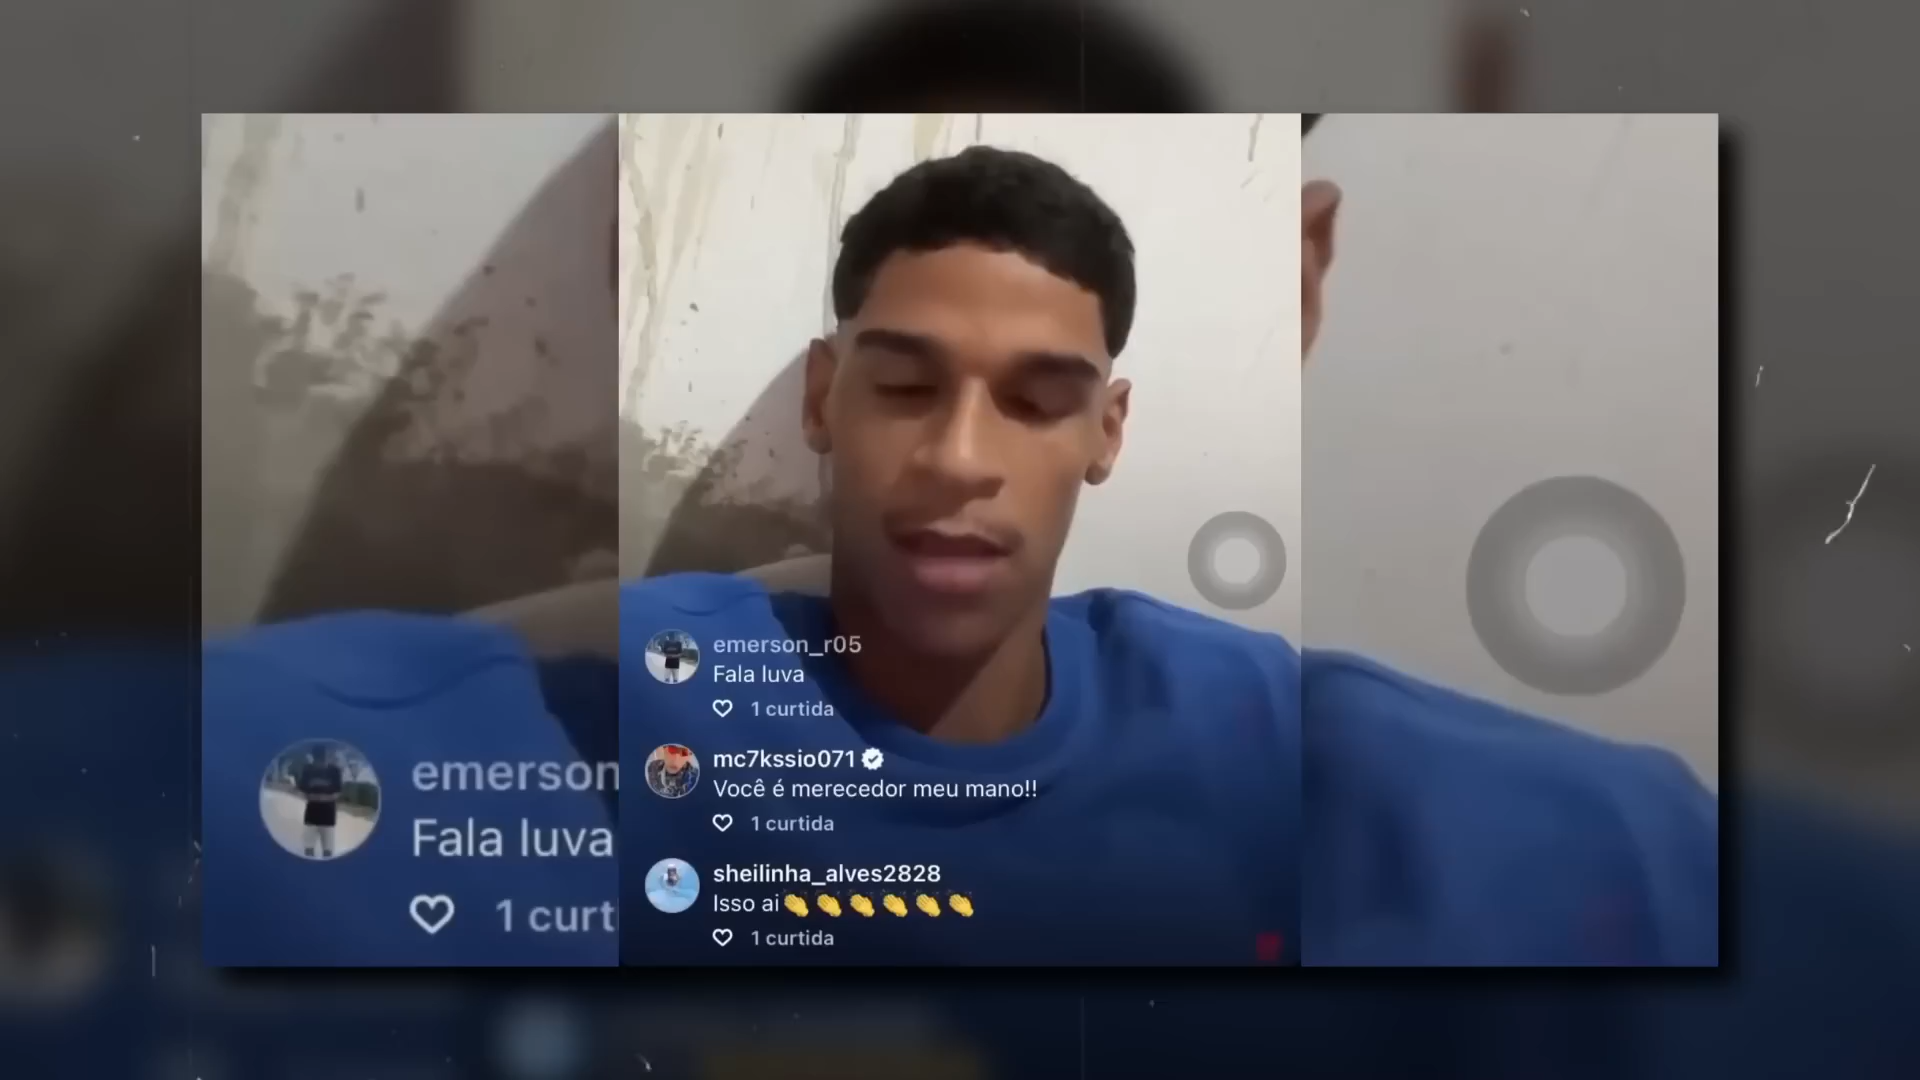 emerson_r05
Fala luva
1 curtida
mc7kssio071
Você é merecedor meu mano!!
1 curtida
sheilinha_alves2828
Isso ai👏👏👏👏👏👏
1 curtida
emerson
Fala luva
1 curti